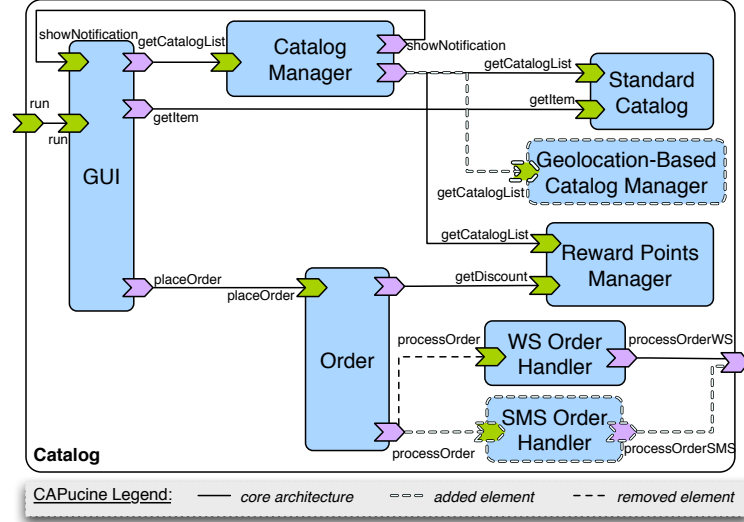 showNotification
getCatalogList
Catalog
Manager
showNotification
getCatalogList
Standard
Catalog
run
run
getItem
getItem
GUI
Geolocation-Based
Catalog Manager
getCatalogList
getCatalogList
Reward Points
Manager
placeOrder
placeOrder
getDiscount
Order
processOrder
WS Order
Handler
processOrderWS
SMS Order
Handler
processOrder
processOrderSMS
Catalog
CAPucine Legend:
core architecture
added element
removed element